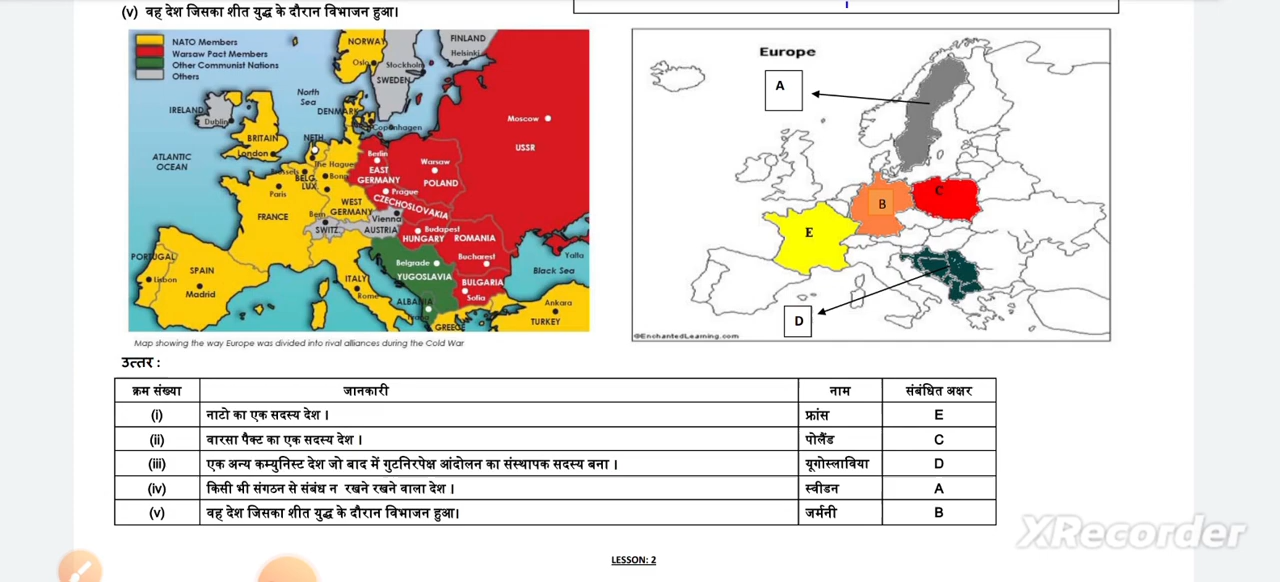 (v) वह देश जिसका शीत युद्ध के दौरान विभाजन हुआ।
NATO Members
Warsaw Pact Members
Other Communist Nations
Others
NORWAY
Oslo
FINLAND
Helsinki
Stockholm
SWEDEN
North
Sea
DENMARK
Copenhagen
IRELAND
Dublin
BRITAIN
London
NETH
The Hague
Moscow
USSR
ATLANTIC
OCEAN
Brussels
BELG
LUX
Bonn
Berlin
EAST
GERMANY
Warsaw
POLAND
Paris
FRANCE
WEST
GERMANY
Prague
CZECHOSLOVAKIA
Bern
SWITZ
Vienna
AUSTRIA
Budapest
HUNGARY
ROMANIA
Bucharest
Belgrade
YUGOSLAVIA
BULGARIA
Sofia
Yalta
Black Sea
PORTUGAL
Lisbon
SPAIN
Madrid
ITALY
Rome
ALBANIA
GREECE
Ankara
TURKEY
Map showing the way Europe was divided into rival alliances during the Cold War
Europe
A
B
C
E
D
©EnchantedLearning.com
उत्तर :
क्रम संख्या जानकारी नाम संबंधित अक्षर
(i) नाटो का एक सदस्य देश । फ्रांस E
(ii) वारसा पैक्ट का एक सदस्य देश । पोलैंड C
(iii) एक अन्य कम्युनिस्ट देश जो बाद में गुटनिरपेक्ष आंदोलन का संस्थापक सदस्य बना । यूगोस्लाविया D
(iv) किसी भी संगठन से संबंध न रखने रखने वाला देश । स्वीडन A
(v) वह देश जिसका शीत युद्ध के दौरान विभाजन हुआ। जर्मनी B
XRecorder
LESSON: 2